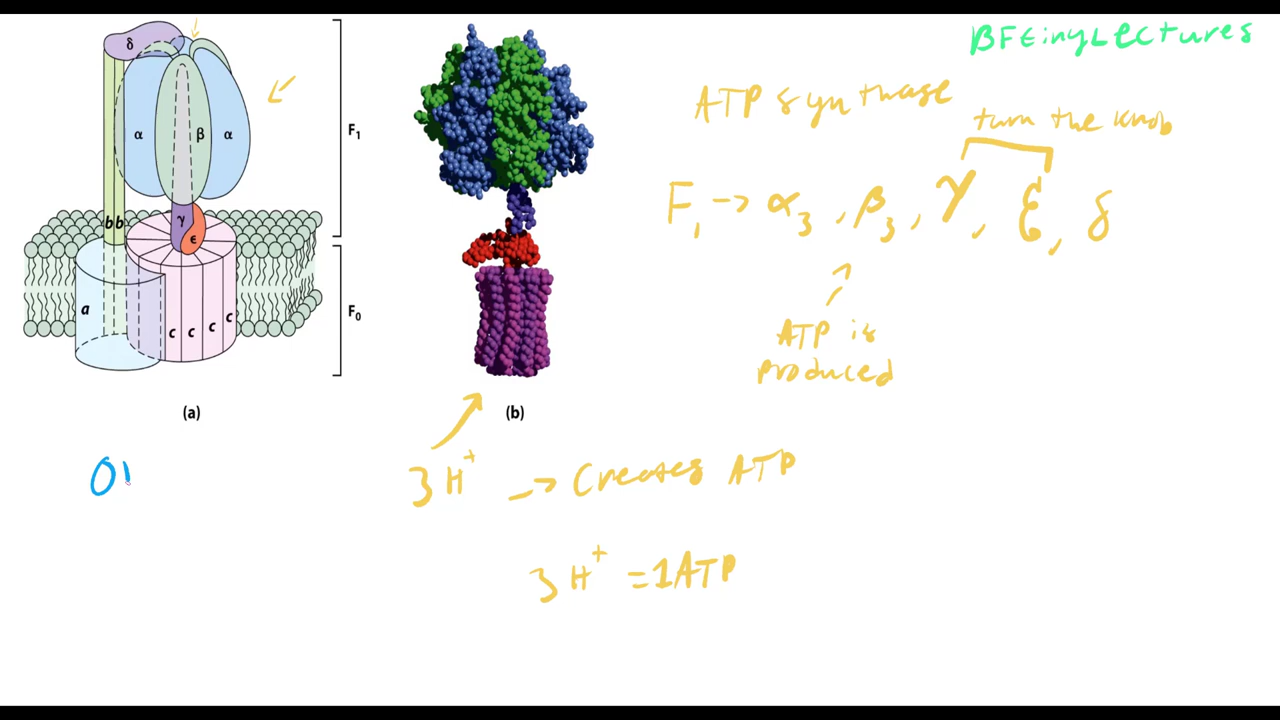 BFEinyLectures
δ
α β α
F₁
bb
γ
ε
a
c c c c
F₀
(a)
(b)
ATP synthase
turn the knob
F₁ → α₃, β₃, γ, ε, δ
ATP is
produced
3H⁺ → Creates ATP
3H⁺ = 1ATP